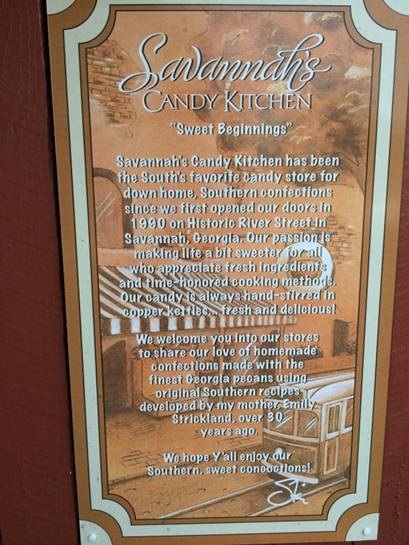 Savannah's
CANDY KITCHEN
"Sweet Beginnings"
Savannah's Candy Kitchen has been
the South's favorite candy store for
down home, Southern confections
since we first opened our doors in
1990 on Historic River Street in
Savannah, Georgia. Our passion is
making life a bit sweeter for all
who appreciate fresh ingredients
and time-honored cooking methods.
Our candy is always hand-stirred in
copper kettles... fresh and delicious!
We welcome you into our stores
to share our love of homemade
confections made with the
finest Georgia pecans using
original Southern recipes
developed by my mother, Emily
Strickland, over 30
years ago.
We hope Y'all enjoy our
Southern, sweet concoctions!